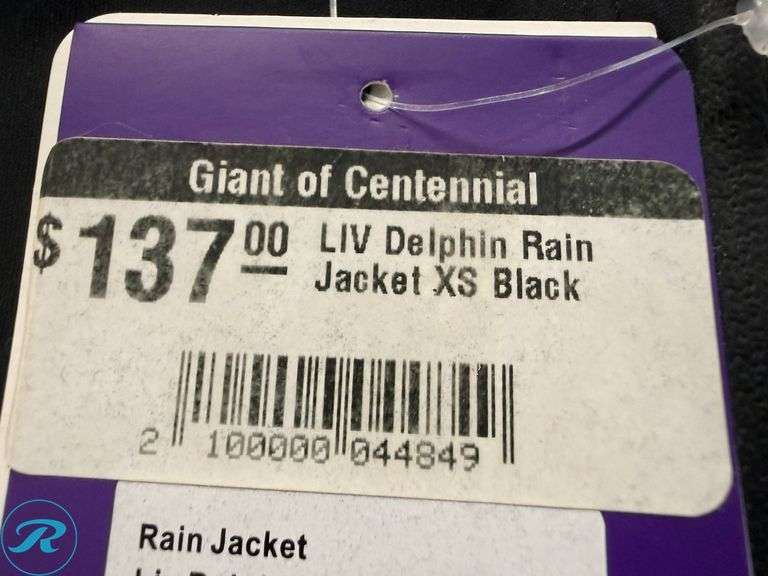 Giant of Centennial
$137.00 LIV Delphin Rain
Jacket XS Black
2 100000 044849
Rain Jacket
R